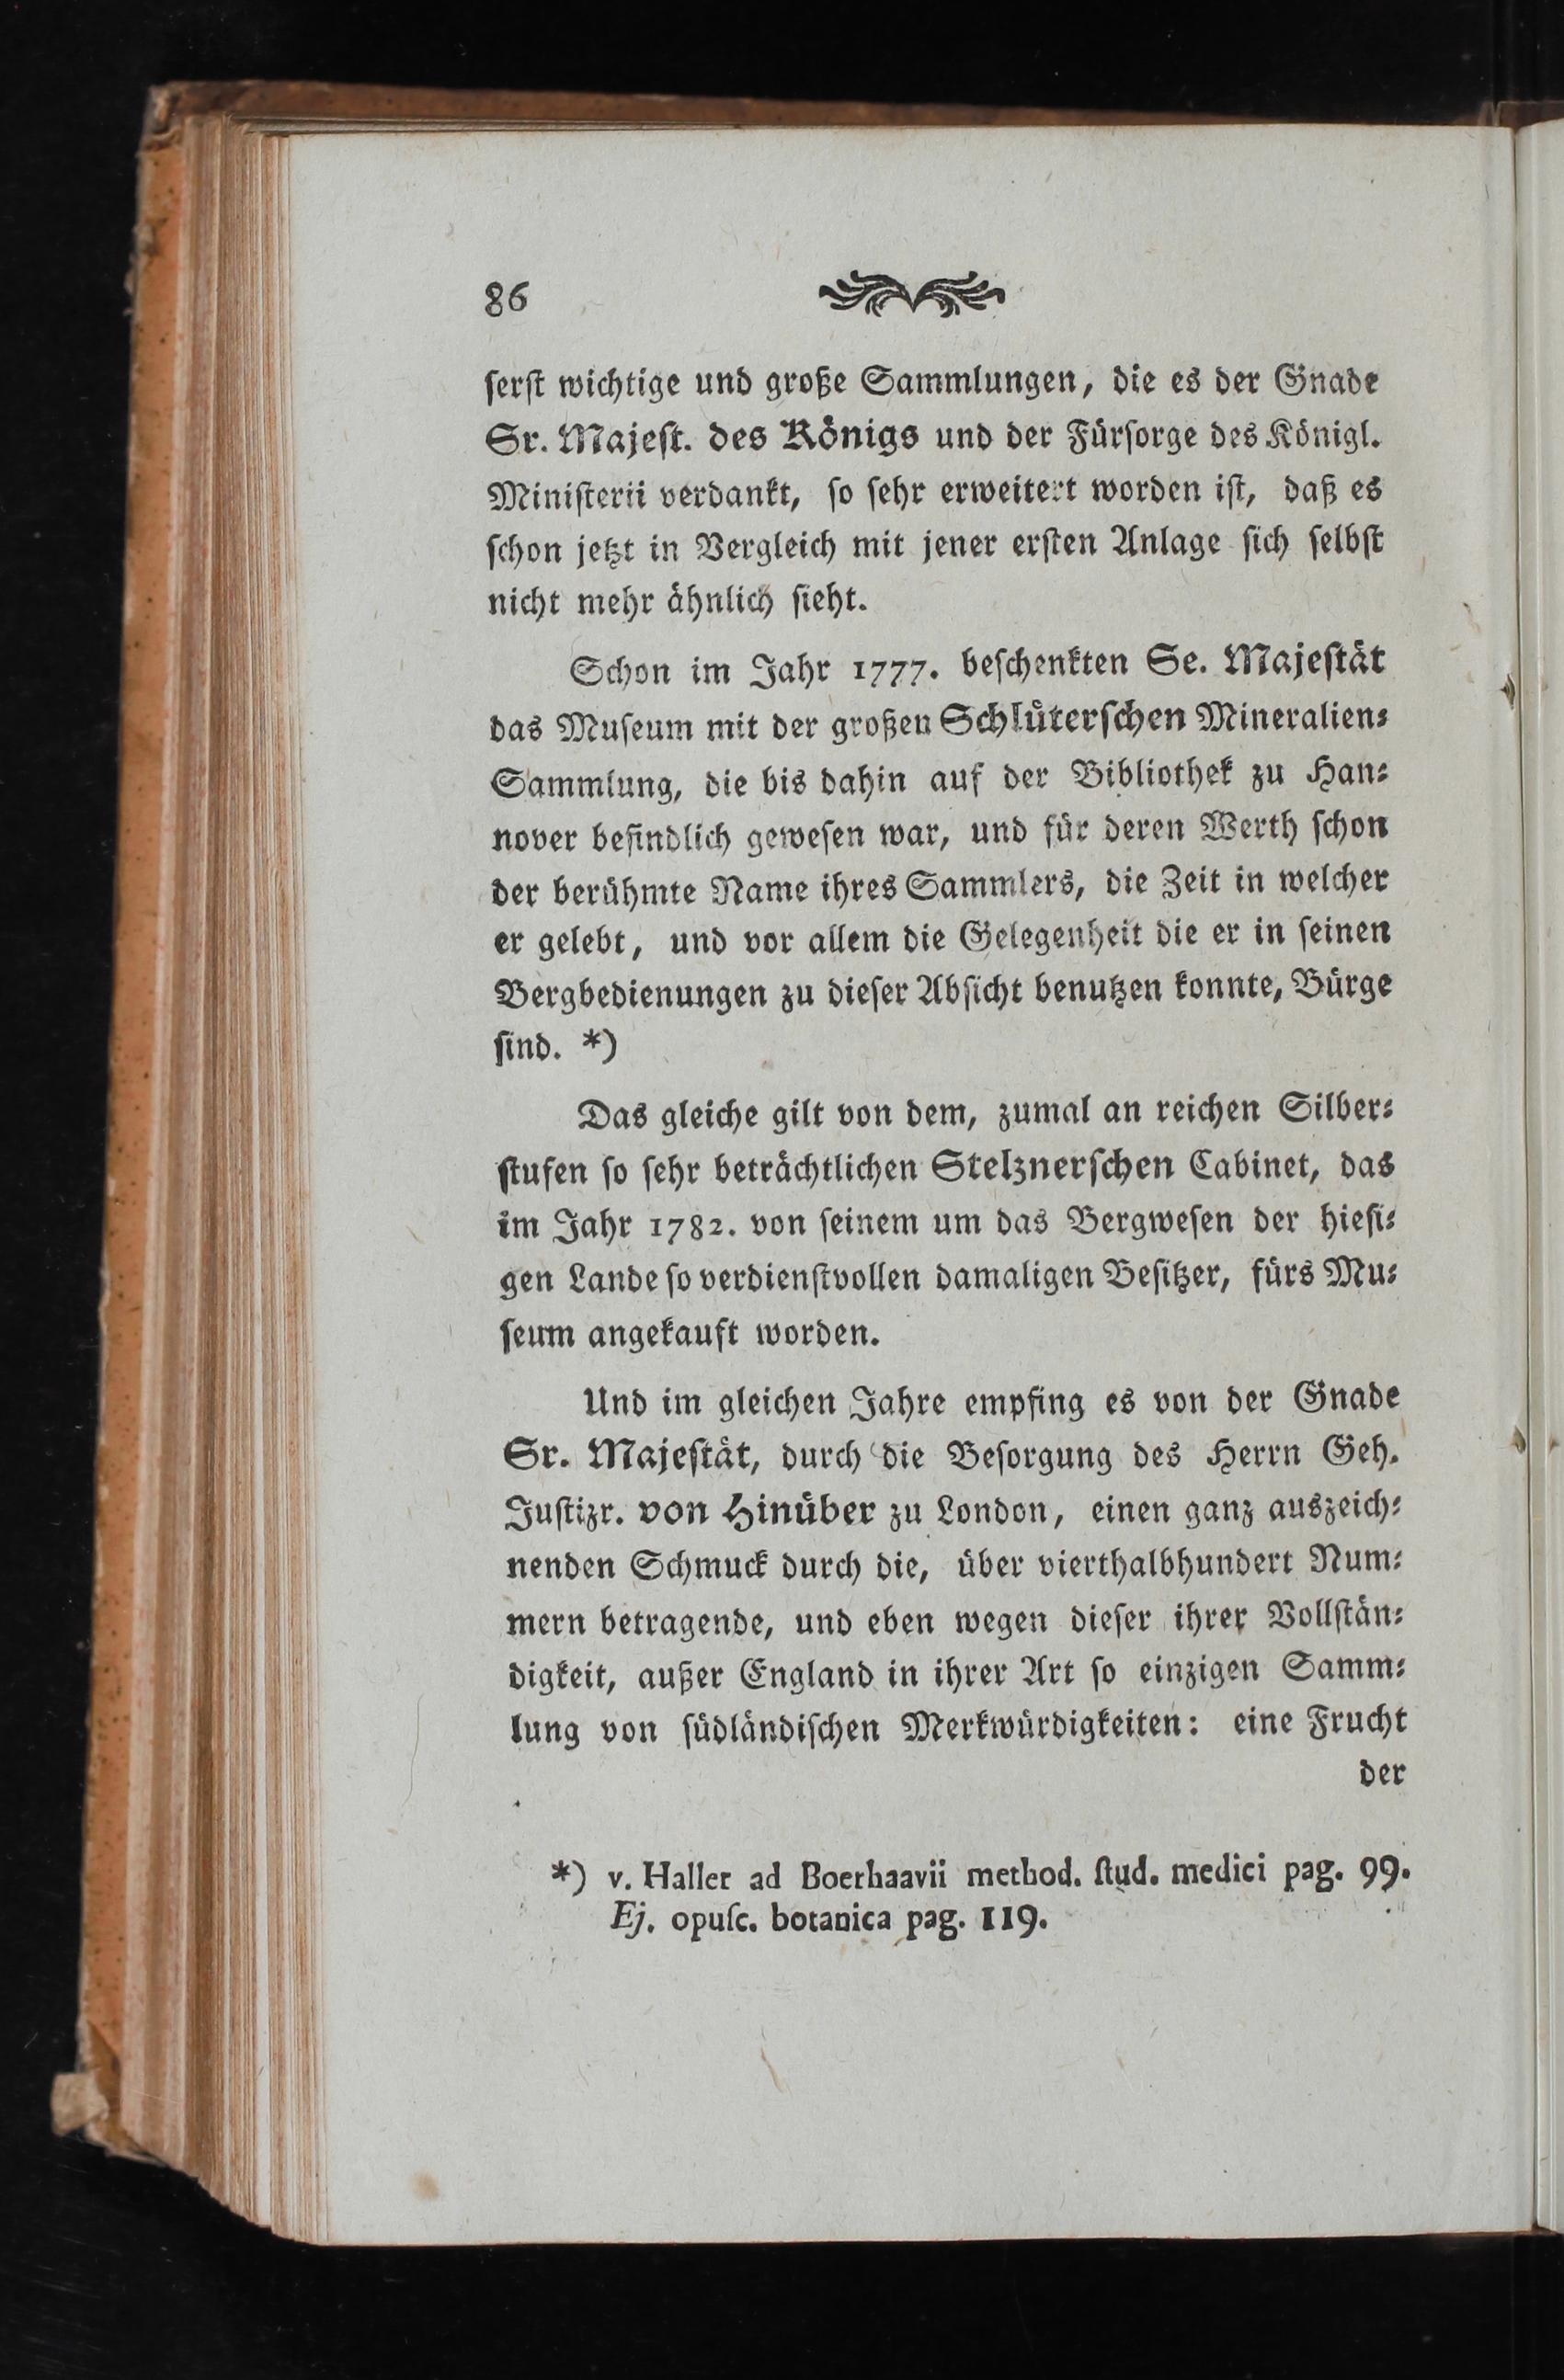 86
ſerſt wichtige und große Sammlungen, die es der Gnade
Sr. Majeſt. des Königs und der Fürſorge des Königl.
Miniſterii verdankt, ſo ſehr erweitert worden iſt, daß es
ſchon jetzt in Vergleich mit jener erſten Anlage ſich ſelbſt
nicht mehr ähnlich ſieht.
Schon im Jahr 1777. beſchenkten Se. Majeſtät
das Muſeum mit der großen Schlüterſchen Mineralien⸗
Sammlung, die bis dahin auf der Bibliothek zu Han⸗
nover befindlich geweſen war, und für deren Werth ſchon
der berühmte Name ihres Sammlers, die Zeit in welcher
er gelebt, und vor allem die Gelegenheit die er in ſeinen
Bergbedienungen zu dieſer Abſicht benutzen konnte, Bürge
ſind. *)
Das gleiche gilt von dem, zumal an reichen Silber⸗
ſtufen ſo ſehr beträchtlichen Stelznerſchen Cabinet, das
im Jahr 1782. von ſeinem um das Bergweſen der hieſi⸗
gen Lande ſo verdienſtvollen damaligen Beſitzer, fürs Mu⸗
ſeum angekauft worden.
Und im gleichen Jahre empfing es von der Gnade
Sr. Majeſtät, durch die Beſorgung des Herrn Geh.
Juſtizr. von Hinüber zu London, einen ganz auszeich⸗
nenden Schmuck durch die, über vierthalbhundert Num⸗
mern betragende, und eben wegen dieſer ihrer Vollſtän⸗
digkeit, außer England in ihrer Art ſo einzigen Samm⸗
lung von ſüdländiſchen Merkwürdigkeiten: eine Frucht
der
*) v. Haller ad Boerhaavii method. ſtud. medici pag. 99.
Ej. opuſc. botanica pag. 119.